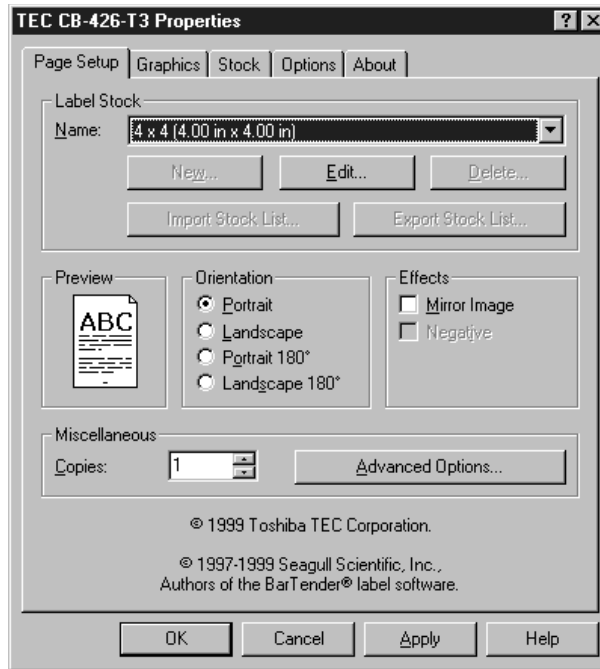 TEC CB-426-T3 Properties
Page Setup Graphics Stock Options About
Label Stock
Name: 4 x 4 (4.00 in x 4.00 in)
New... Edit... Delete...
Import Stock List... Export Stock List...
Preview Orientation Effects
ABC
Portrait Mirror Image
Landscape Negative
Portrait 180°
Landscape 180°
Miscellaneous
Copies: 1 Advanced Options...
© 1999 Toshiba TEC Corporation.
© 1997-1999 Seagull Scientific, Inc.,
Authors of the BarTender® label software.
OK Cancel Apply Help